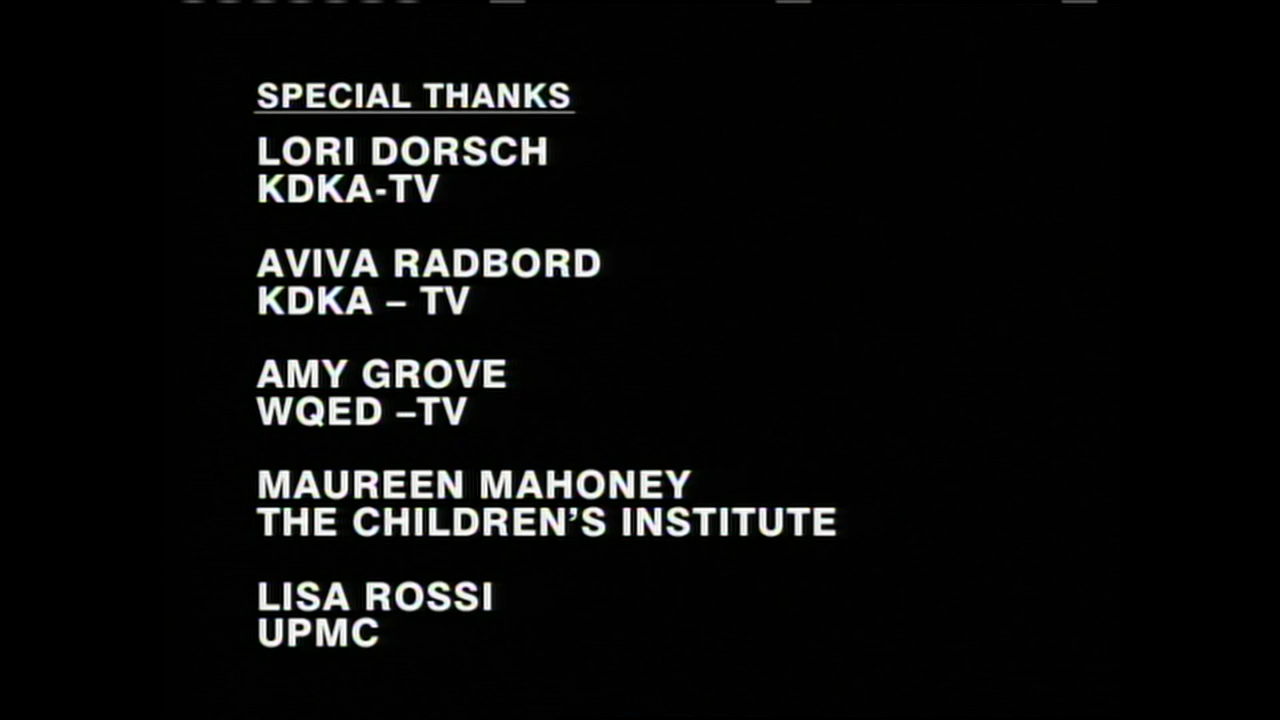 SPECIAL THANKS
LORI DORSCH
KDKA-TV
AVIVA RADBORD
KDKA – TV
AMY GROVE
WQED –TV
MAUREEN MAHONEY
THE CHILDREN’S INSTITUTE
LISA ROSSI
UPMC